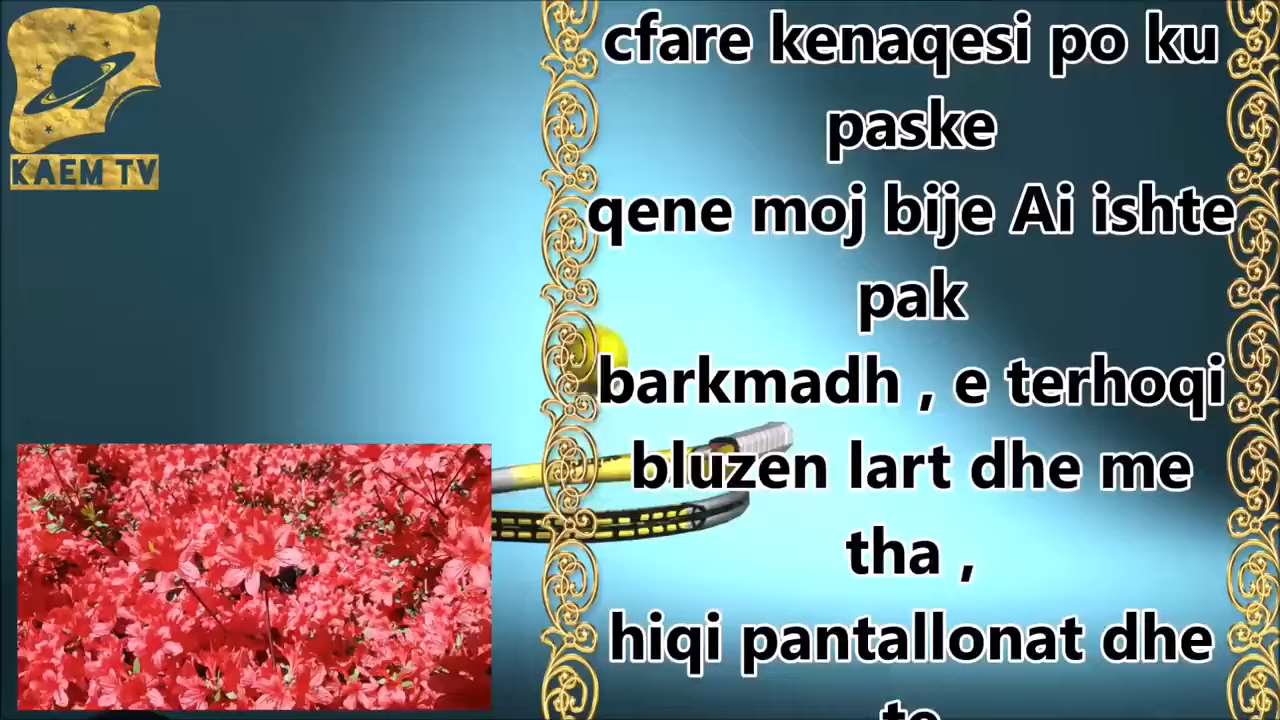 KAEM TV
cfare kenaqesi po ku
paske
qene moj bije Ai ishte
pak
barkmadh , e terhoqi
bluzen lart dhe me
tha ,
hiqi pantallonat dhe